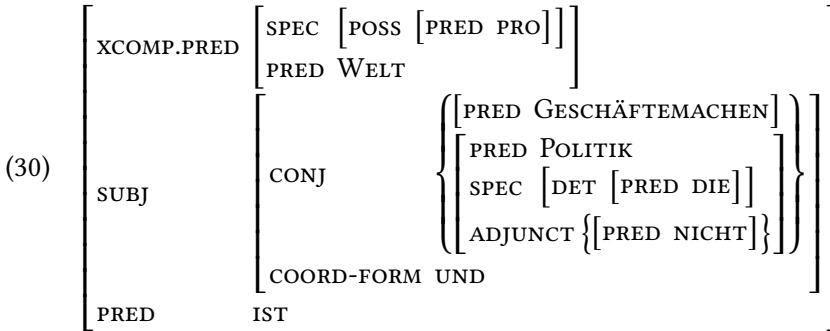 SPEC [POSS [PRED PRO]]
XCOMP.PRED
PRED WELT
[PRED GESCHÄFTEMACHEN]
PRED POLITIK
CONJ
(30) SUBJ
SPEC [DET [PRED DIE]]
ADJUNCT {[PRED NICHT]}
COORD-FORM UND
PRED IST